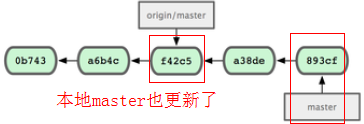 origin/master
0b743 a6b4c f42c5 a38de 893cf
本地master也更新了
master